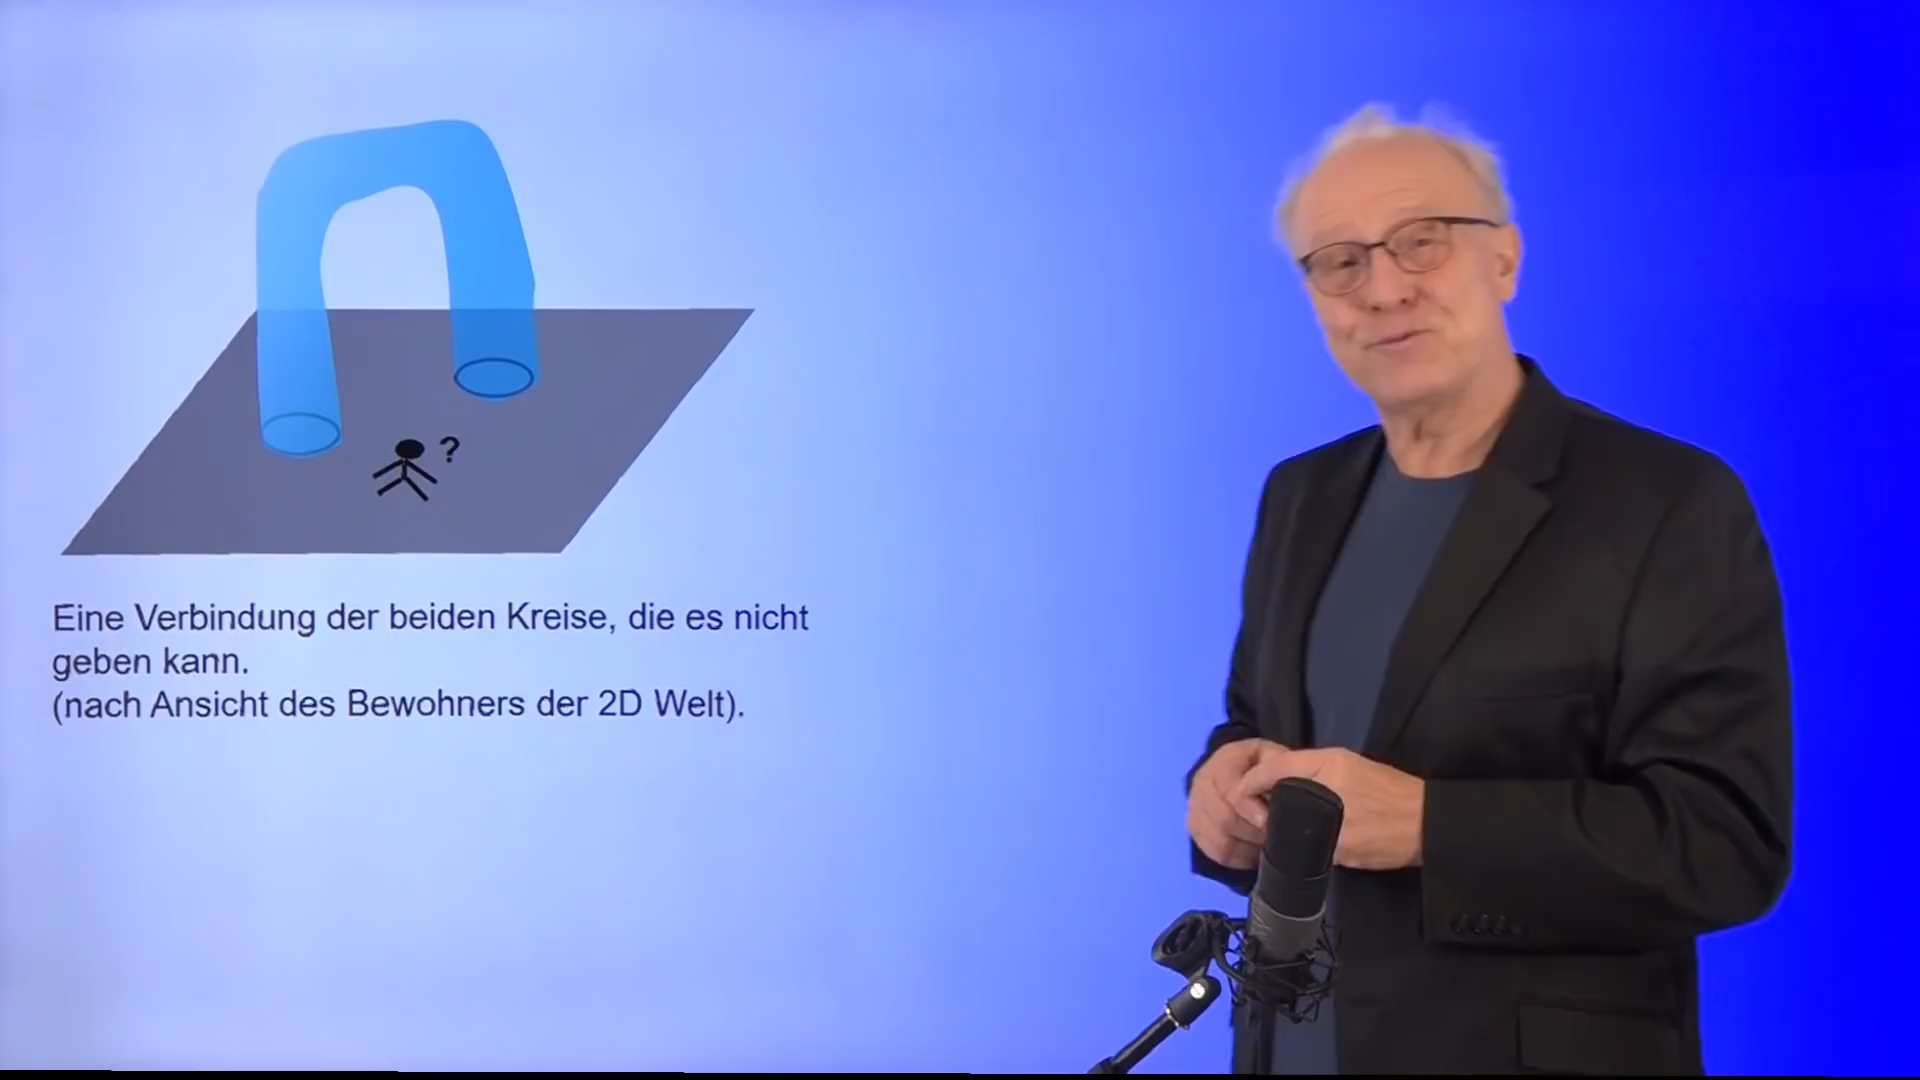 ?
Eine Verbindung der beiden Kreise, die es nicht
geben kann.
(nach Ansicht des Bewohners der 2D Welt).